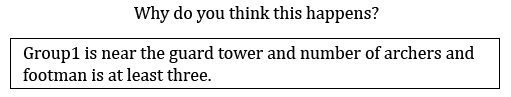 Why do you think this happens?
Group1 is near the guard tower and number of archers and
footman is at least three.